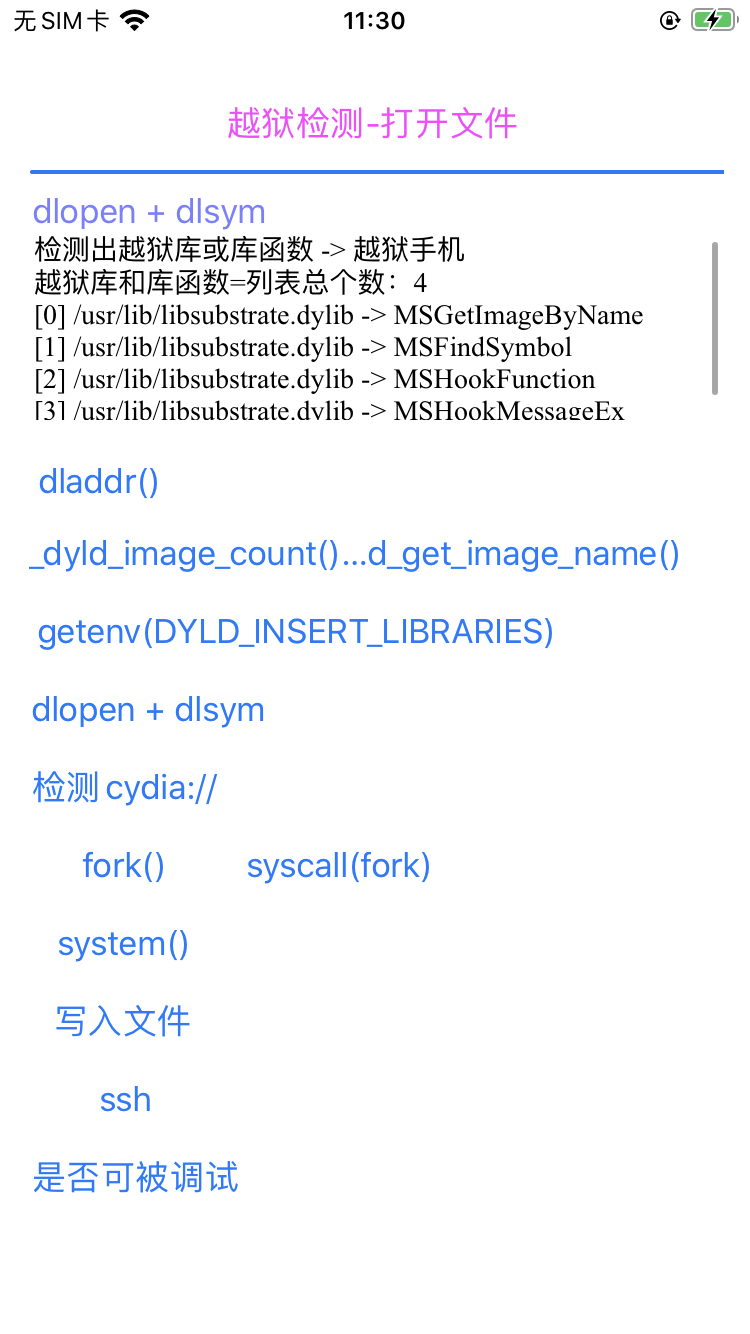 无SIM卡 11:30
越狱检测-打开文件
dlopen + dlsym
检测出越狱库或库函数 -> 越狱手机
越狱库和库函数=列表总个数：4
[0] /usr/lib/libsubstrate.dylib -> MSGetImageByName
[1] /usr/lib/libsubstrate.dylib -> MSFindSymbol
[2] /usr/lib/libsubstrate.dylib -> MSHookFunction
[3] /usr/lib/libsubstrate.dylib -> MSHookMessageEx
dladdr()
_dyld_image_count()...d_get_image_name()
getenv(DYLD_INSERT_LIBRARIES)
dlopen + dlsym
检测 cydia://
fork() syscall(fork)
system()
写入文件
ssh
是否可被调试